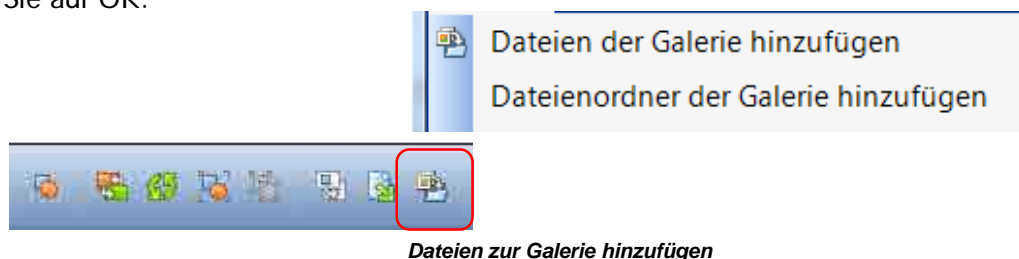 Sie auf OK.
Dateien der Galerie hinzufügen
Dateienordner der Galerie hinzufügen
Dateien zur Galerie hinzufügen